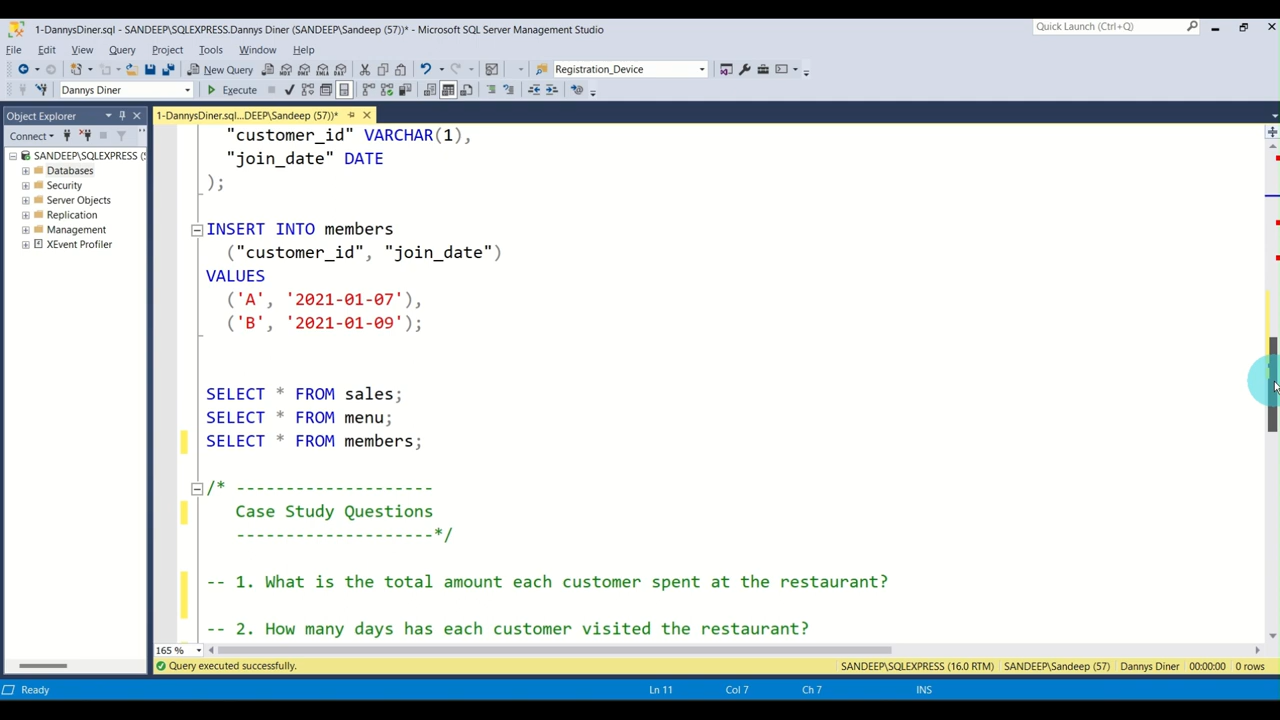 1-DannysDiner.sql - SANDEEP\SQLEXPRESS.Dannys Diner (SANDEEP\Sandeep (57))* - Microsoft SQL Server Management Studio
Quick Launch (Ctrl+Q)
File Edit View Query Project Tools Window Help
New Query
Registration_Device
Dannys Diner
Execute
Object Explorer
1-DannysDiner.sql...DEEP\Sandeep (57))*
Connect
SANDEEP\SQLEXPRESS (
Databases
Security
Server Objects
Replication
Management
XEvent Profiler
"customer_id" VARCHAR(1),
"join_date" DATE
);
INSERT INTO members
("customer_id", "join_date")
VALUES
('A', '2021-01-07'),
('B', '2021-01-09');
SELECT * FROM sales;
SELECT * FROM menu;
SELECT * FROM members;
/* --------------------
Case Study Questions
--------------------*/
-- 1. What is the total amount each customer spent at the restaurant?
-- 2. How many days has each customer visited the restaurant?
165 %
Query executed successfully.
SANDEEP\SQLEXPRESS (16.0 RTM) SANDEEP\Sandeep (57) Dannys Diner 00:00:00 0 rows
Ready Ln 11 Col 7 Ch 7 INS